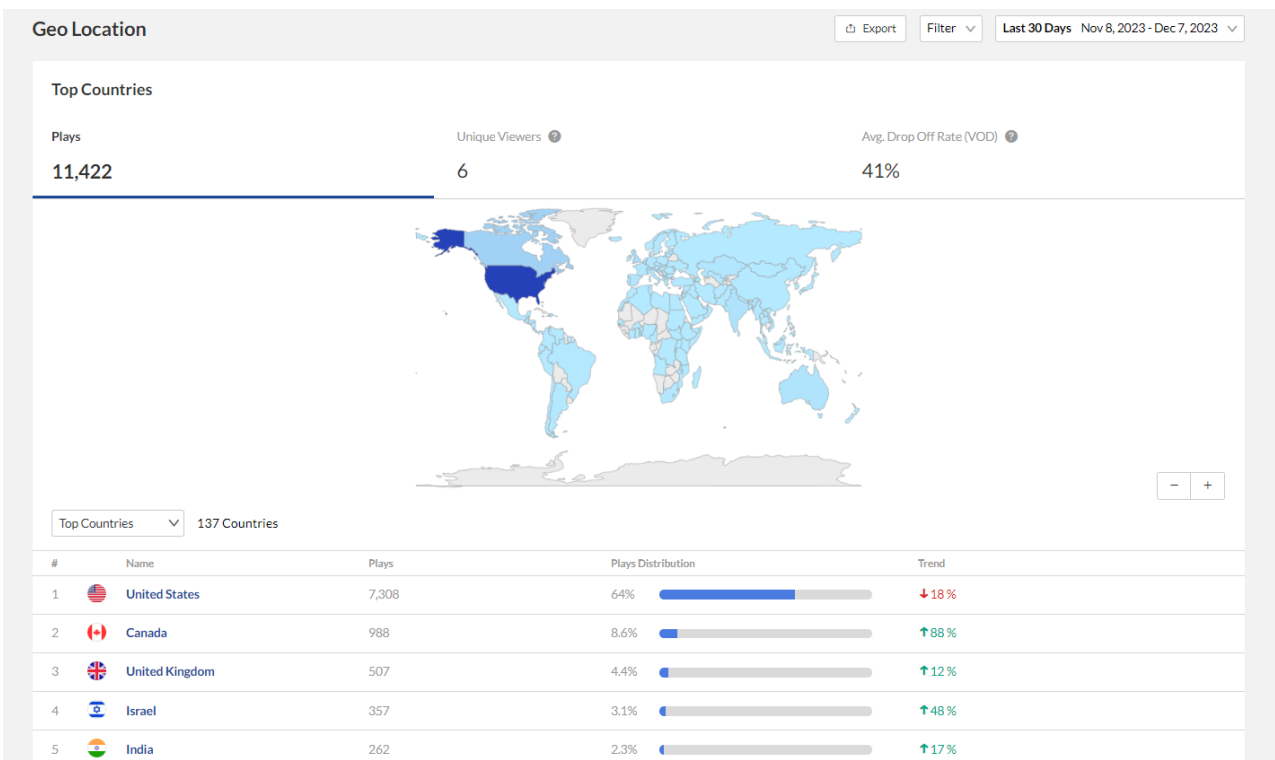 Geo Location
Export
Filter
Last 30 Days Nov 8, 2023 - Dec 7, 2023
Top Countries
Plays
11,422
Unique Viewers ?
6
Avg. Drop Off Rate (VOD) ?
41%
− +
Top Countries 137 Countries
# Name Plays Plays Distribution Trend
1 United States 7,308 64% 18 %
2 Canada 988 8.6% 88 %
3 United Kingdom 507 4.4% 12 %
4 Israel 357 3.1% 48 %
5 India 262 2.3% 17 %